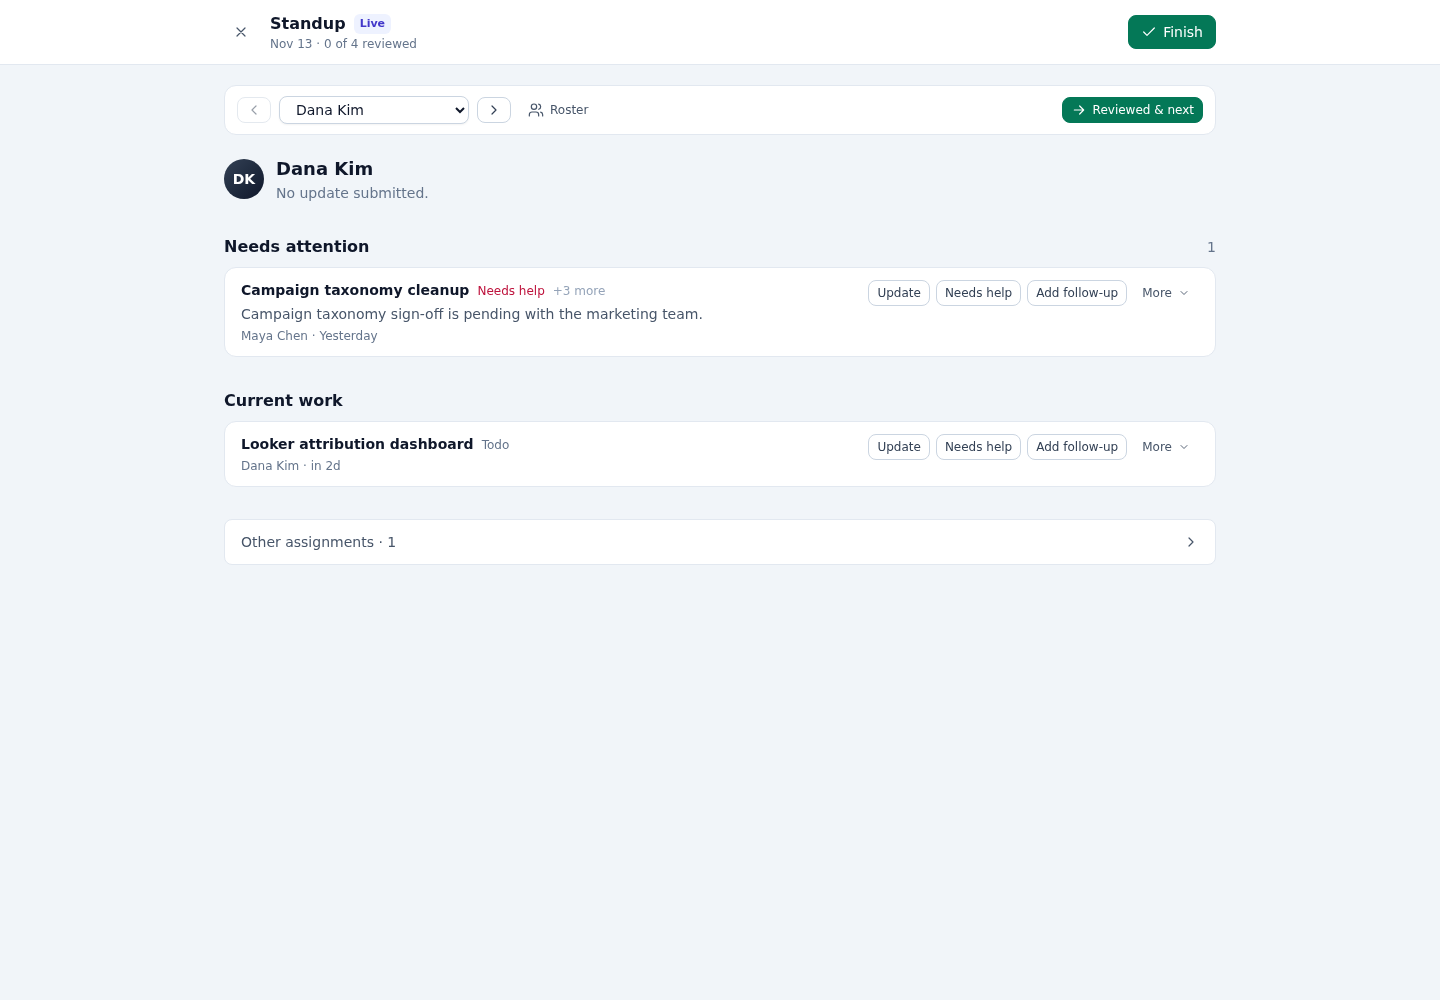 Standup Live
Nov 13 · 0 of 4 reviewed
Finish
Dana Kim
Roster
Reviewed & next
DK
Dana Kim
No update submitted.
Needs attention
1
Campaign taxonomy cleanup Needs help +3 more
Update
Needs help
Add follow-up
More
Campaign taxonomy sign-off is pending with the marketing team.
Maya Chen · Yesterday
Current work
Looker attribution dashboard Todo
Update
Needs help
Add follow-up
More
Dana Kim · in 2d
Other assignments · 1